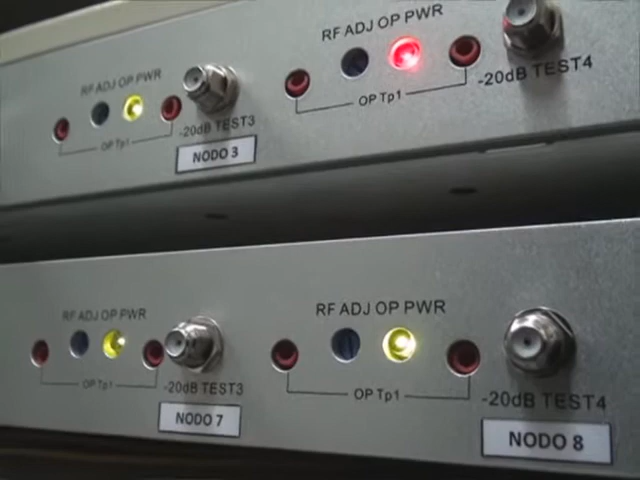 RF ADJ OP PWR
OP Tp1
-20dB TEST3
NODO 3
RF ADJ OP PWR
OP Tp1
-20dB TEST4
RF ADJ OP PWR
OP Tp1
-20dB TEST3
NODO 7
RF ADJ OP PWR
OP Tp1
-20dB TEST4
NODO 8